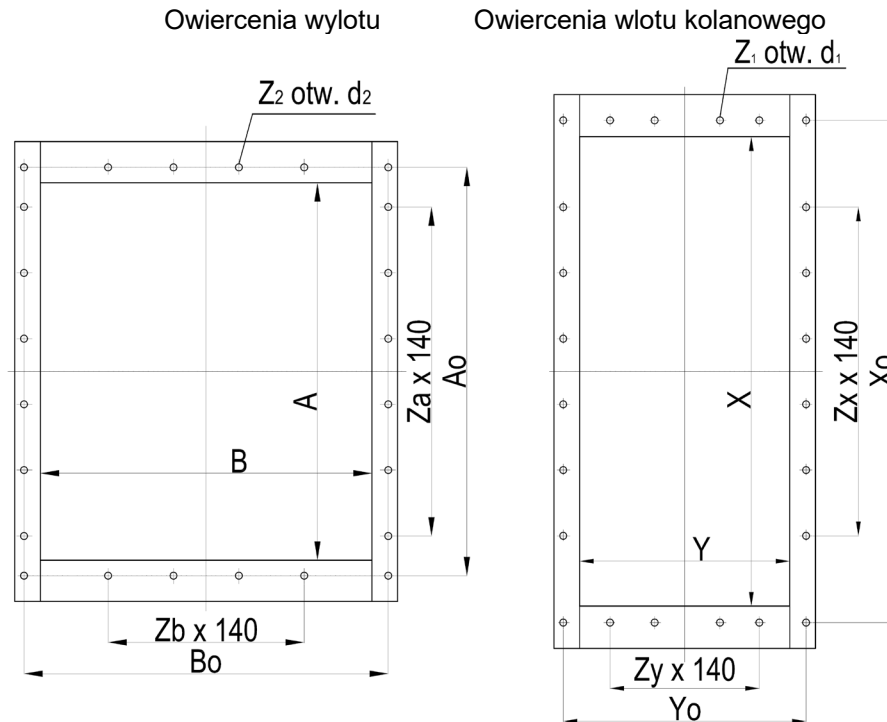 Owiercenia wylotu
Owiercenia wlotu kolanowego
Z2 otw. d2
Z1 otw. d1
A
B
Za x 140
Ao
Zb x 140
Bo
X
Y
Zx x 140
Xo
Zy x 140
Yo